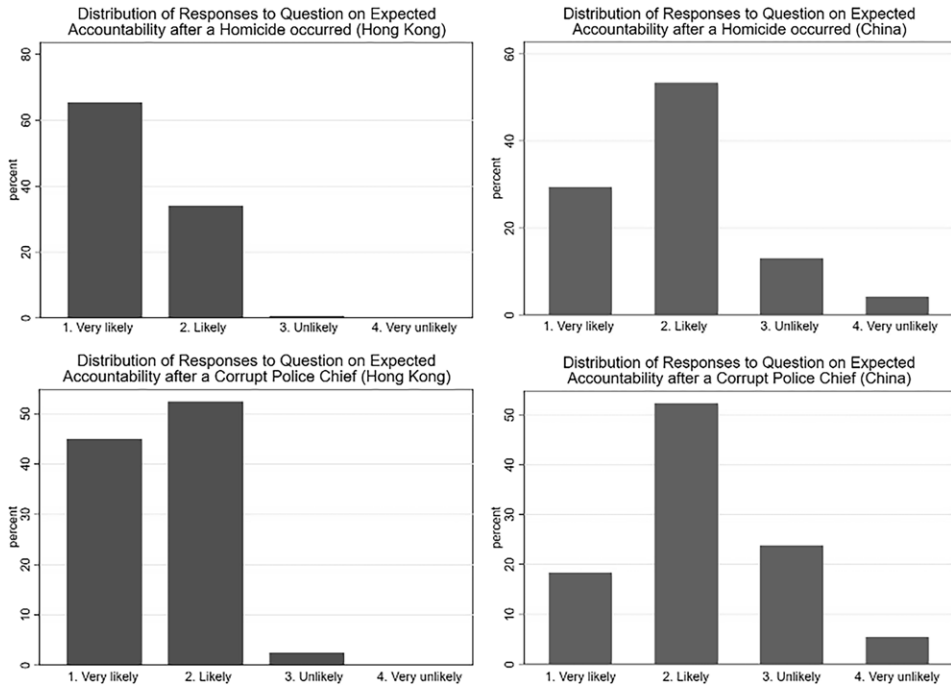 Distribution of Responses to Question on Expected
Accountability after a Homicide occurred (Hong Kong)
80
60
40
20
0
percent
1. Very likely 2. Likely 3. Unlikely 4. Very unlikely
Distribution of Responses to Question on Expected
Accountability after a Homicide occurred (China)
60
40
20
0
percent
1. Very likely 2. Likely 3. Unlikely 4. Very unlikely
Distribution of Responses to Question on Expected
Accountability after a Corrupt Police Chief (Hong Kong)
50
40
30
20
10
0
percent
1. Very likely 2. Likely 3. Unlikely 4. Very unlikely
Distribution of Responses to Question on Expected
Accountability after a Corrupt Police Chief (China)
50
40
30
20
10
0
percent
1. Very likely 2. Likely 3. Unlikely 4. Very unlikely